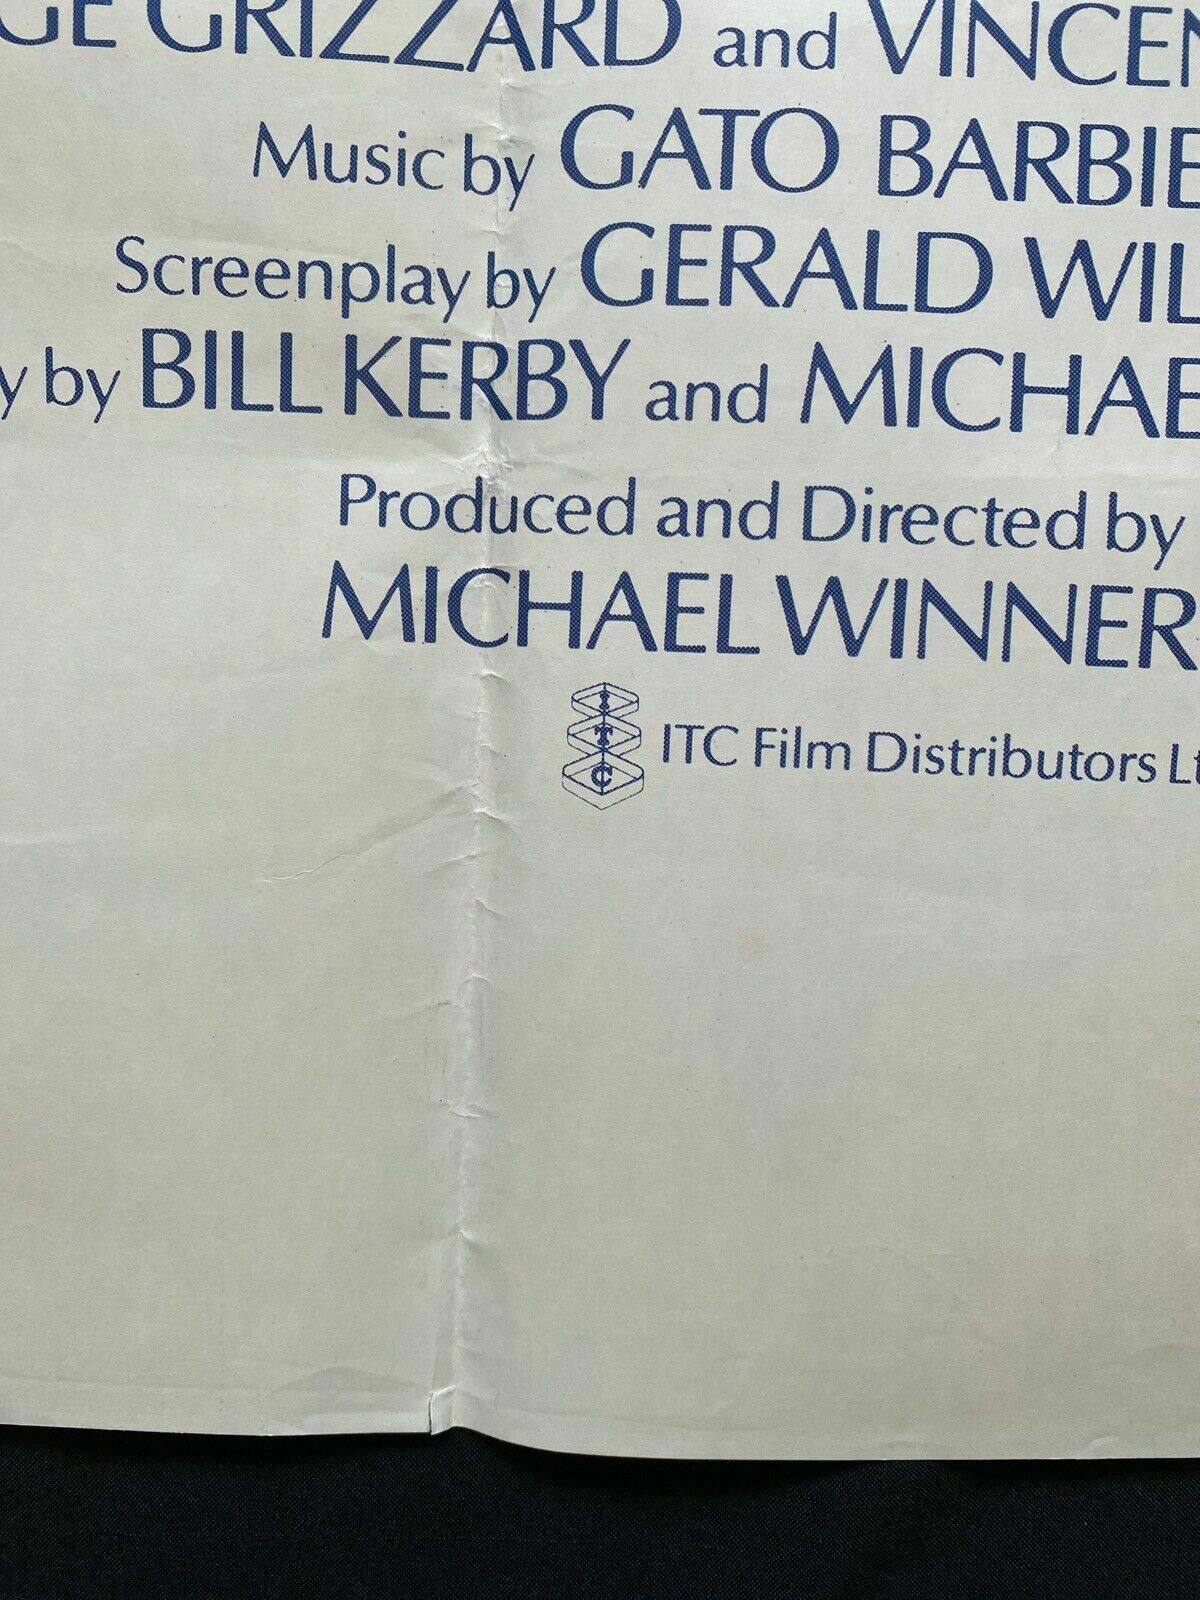 GE GRIZZARD and VINCEN
Music by GATO BARBIE
Screenplay by GERALD WIL
y by BILL KERBY and MICHAE
Produced and Directed by
MICHAEL WINNER
ITC
ITC Film Distributors Lt